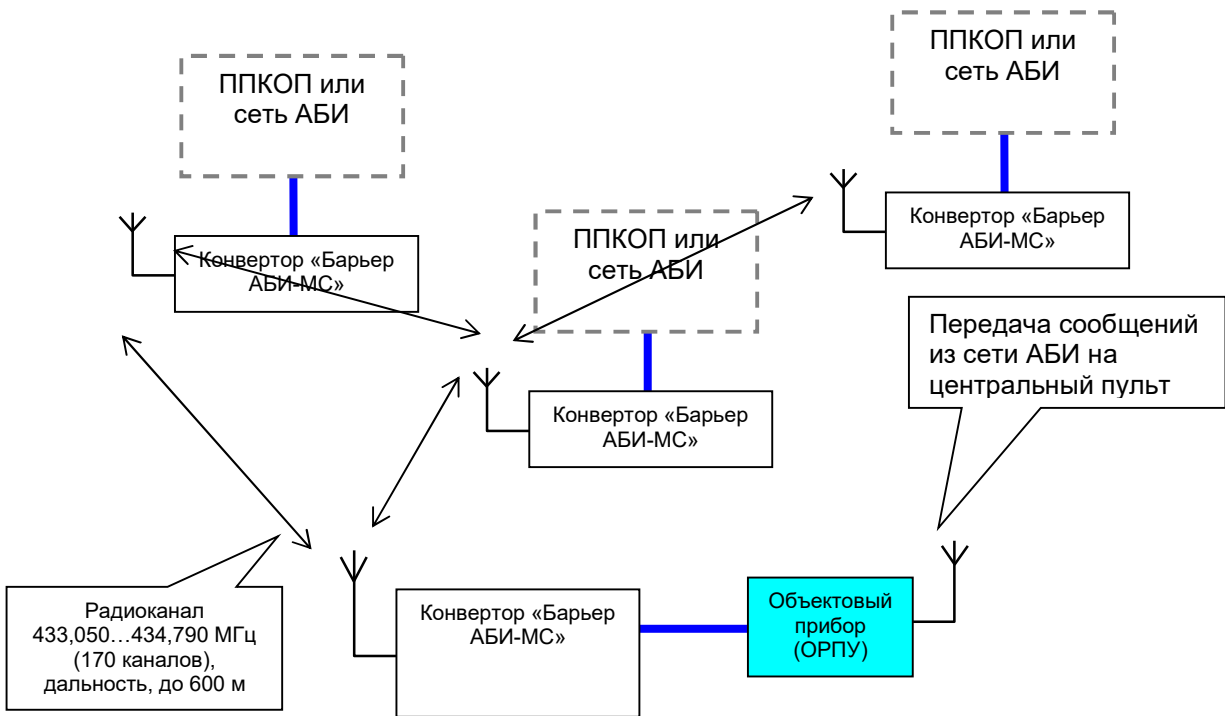 ППКОП или
сеть АБИ
ППКОП или
сеть АБИ
Конвертор «Барьер
АБИ-МС»
Конвертор «Барьер
АБИ-МС»
ППКОП или
сеть АБИ
Передача сообщений
из сети АБИ на
центральный пульт
Конвертор «Барьер
АБИ-МС»
Радиоканал
433,050…434,790 МГц
(170 каналов),
дальность, до 600 м
Конвертор «Барьер
АБИ-МС»
Объектовый
прибор
(ОРПУ)